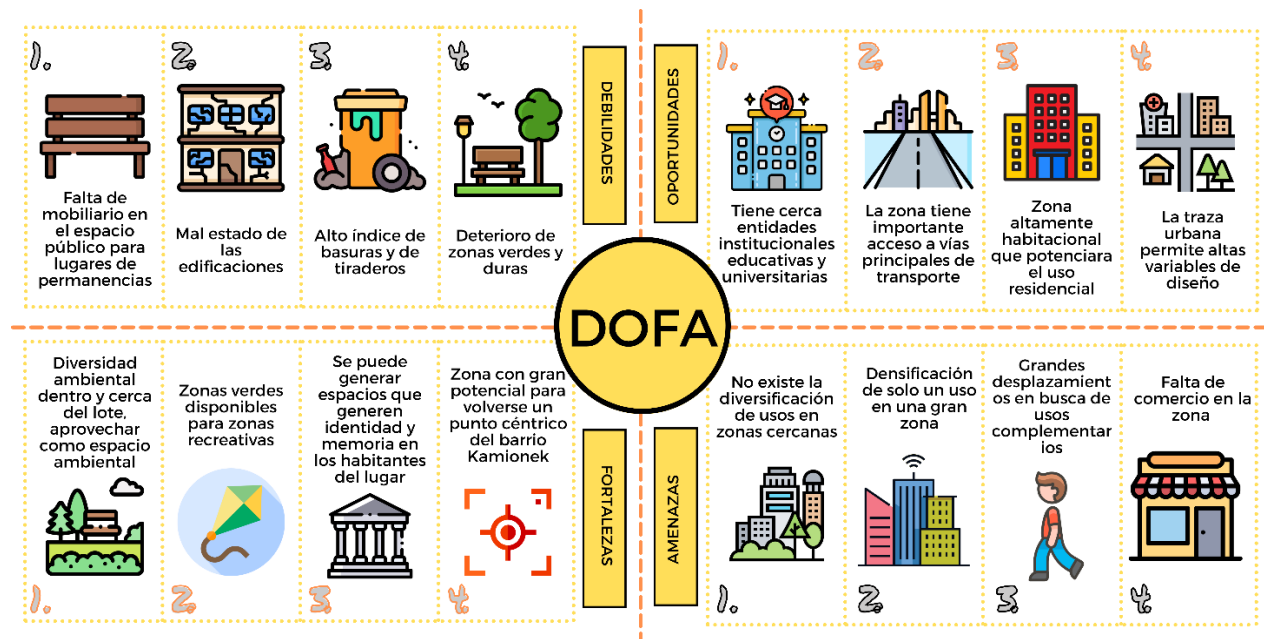 1.
Falta de
mobiliario en
el espacio
público para
lugares de
permanencias
2.
Mal estado de
las
edificaciones
3.
Alto índice de
basuras y de
tiraderos
4.
Deterioro de
zonas verdes y
duras
DEBILIDADES
OPORTUNIDADES
1.
Tiene cerca
entidades
institucionales
educativas y
universitarias
2.
La zona tiene
importante
acceso a vías
principales de
transporte
3.
Zona
altamente
habitacional
que potenciara
el uso
residencial
4.
La traza
urbana
permite altas
variables de
diseño
DOFA
Diversidad
ambiental
dentro y cerca
del lote,
aprovechar
como espacio
ambiental
1.
Zonas verdes
disponibles
para zonas
recreativas
2.
Se puede
generar
espacios que
generen
identidad y
memoria en
los habitantes
del lugar
3.
Zona con gran
potencial para
volverse un
punto céntrico
del barrio
Kamionek
4.
FORTALEZAS
AMENAZAS
No existe la
diversificación
de usos en
zonas cercanas
1.
Densificación
de solo un uso
en una gran
zona
2.
Grandes
desplazamient
os en busca de
usos
complementar
ios
3.
Falta de
comercio en la
zona
4.